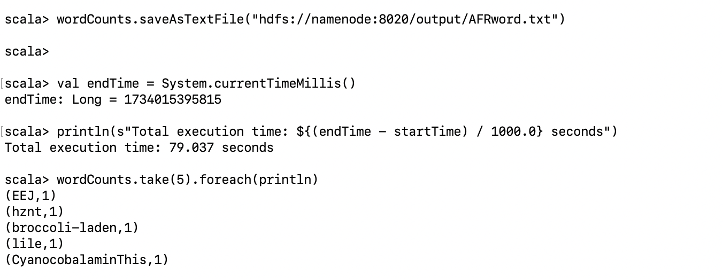 scala> wordCounts.saveAsTextFile("hdfs://namenode:8020/output/AFRword.txt")
scala>
[scala> val endTime = System.currentTimeMillis()
endTime: Long = 1734015395815
[scala> println(s"Total execution time: ${(endTime - startTime) / 1000.0} seconds")
Total execution time: 79.037 seconds
scala> wordCounts.take(5).foreach(println)
(EEJ,1)
(hznt,1)
(broccoli-laden,1)
(lile,1)
(CyanocobalaminThis,1)